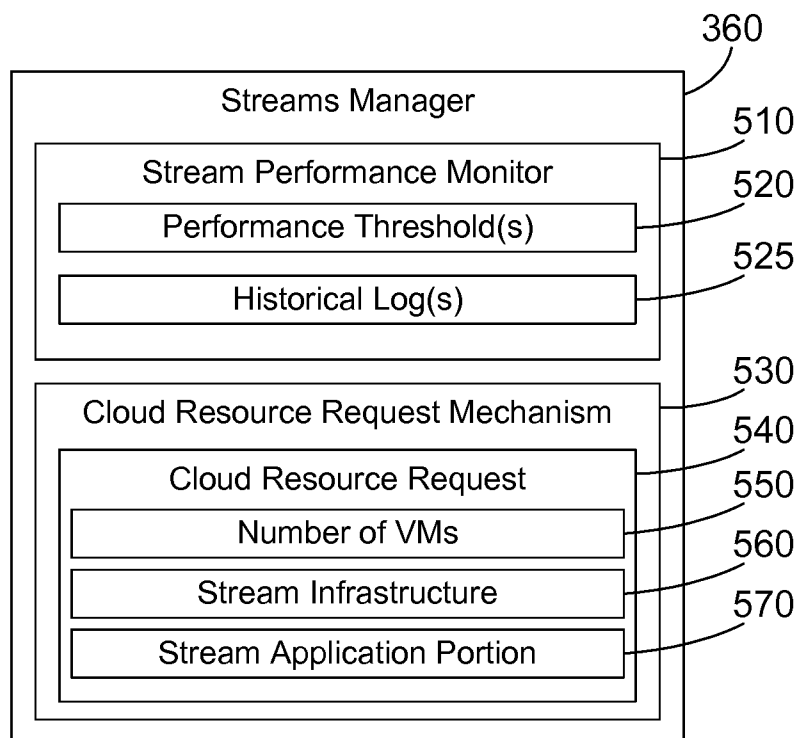 360
Streams Manager
510
Stream Performance Monitor
520
Performance Threshold(s)
525
Historical Log(s)
530
Cloud Resource Request Mechanism
540
Cloud Resource Request
550
Number of VMs
560
Stream Infrastructure
570
Stream Application Portion